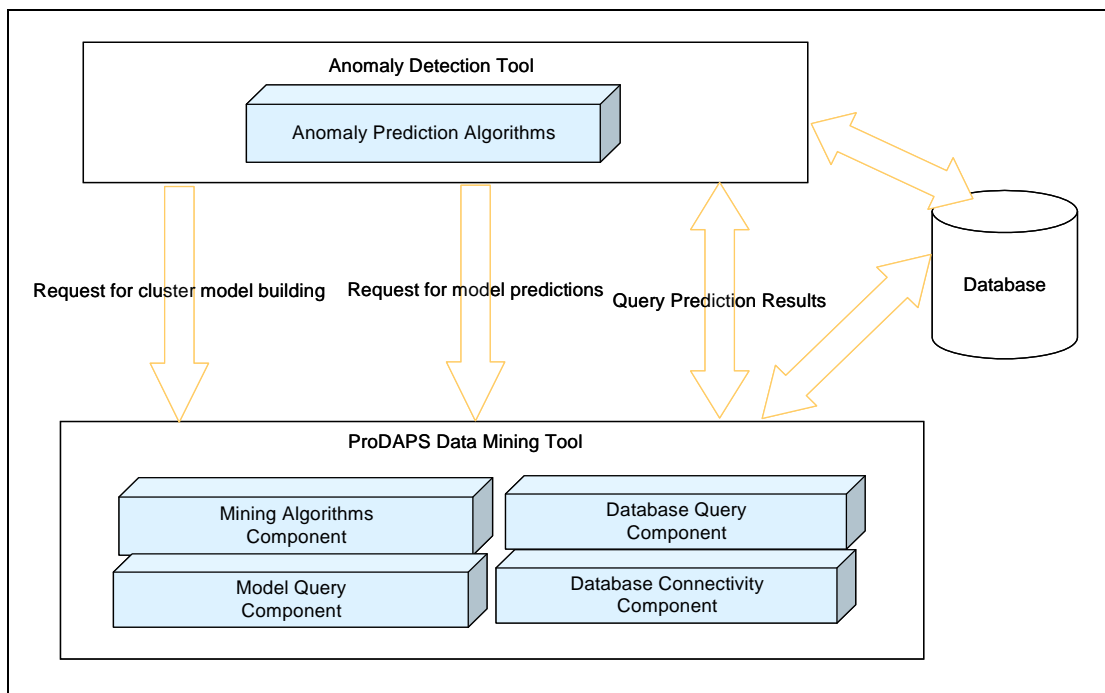 Anomaly Detection Tool
Anomaly Prediction Algorithms
Request for cluster model building
Request for model predictions
Query Prediction Results
Database
ProDAPS Data Mining Tool
Mining Algorithms
Component
Database Query
Component
Model Query
Component
Database Connectivity
Component